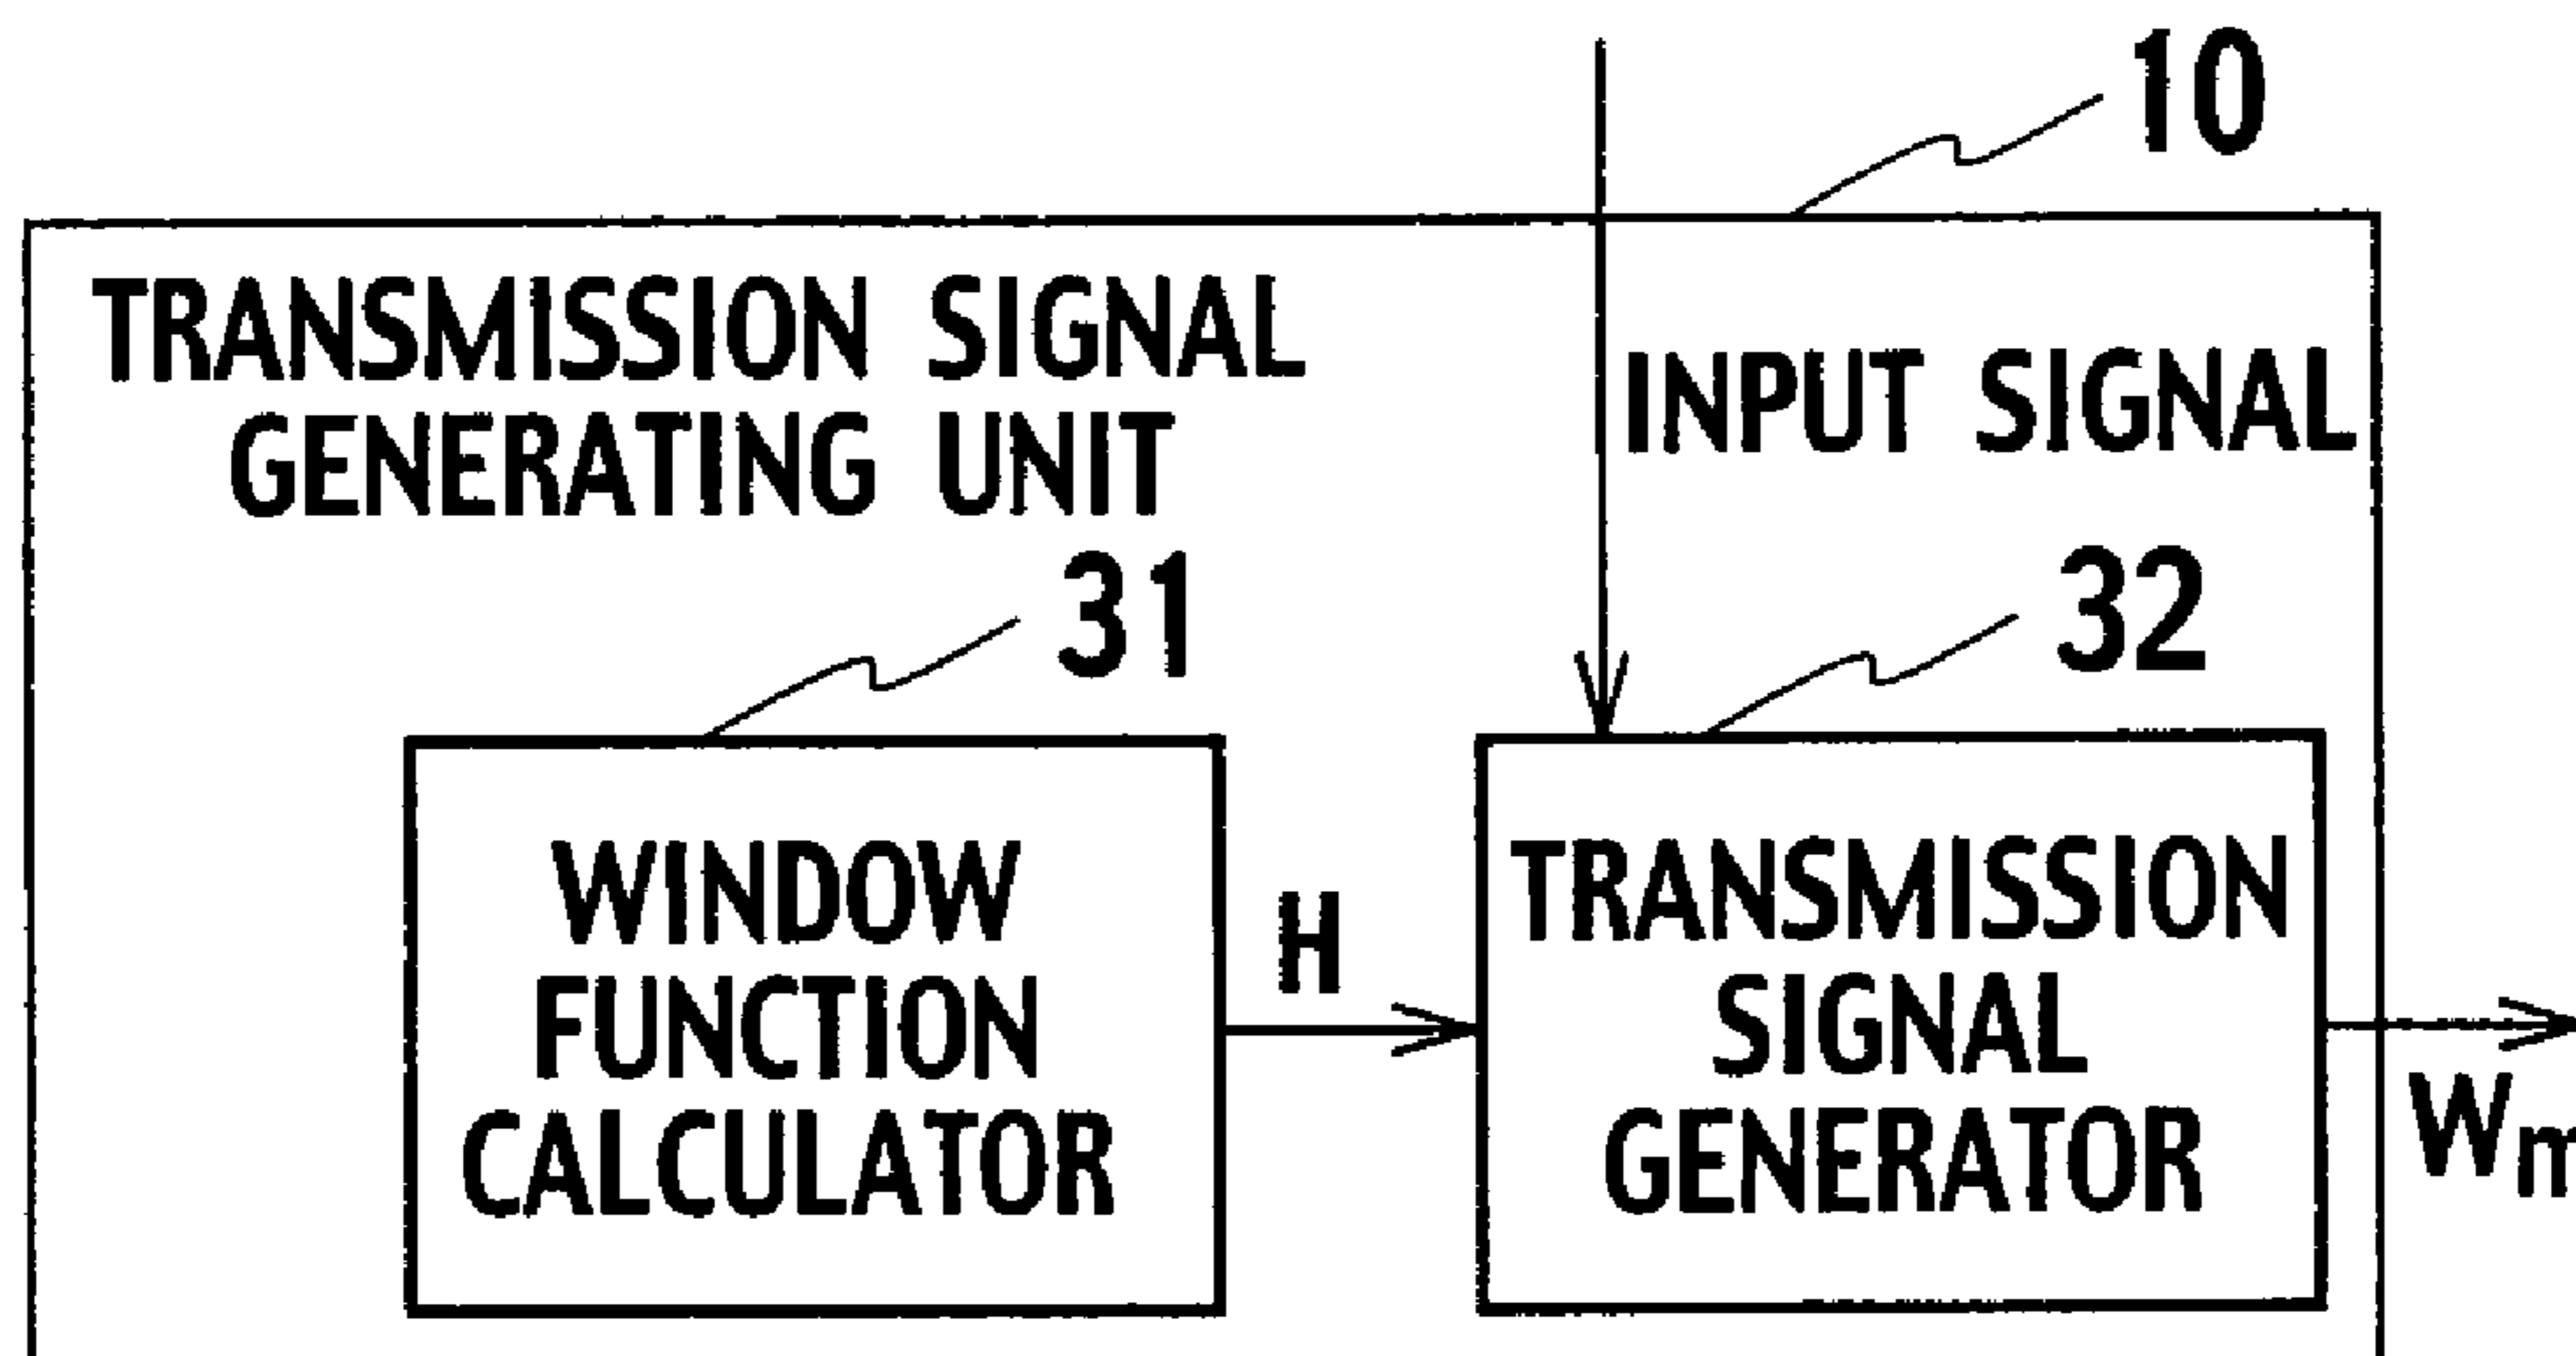 10
TRANSMISSION SIGNAL
GENERATING UNIT
INPUT SIGNAL
31
32
WINDOW
FUNCTION
CALCULATOR
H
TRANSMISSION
SIGNAL
GENERATOR
Wm